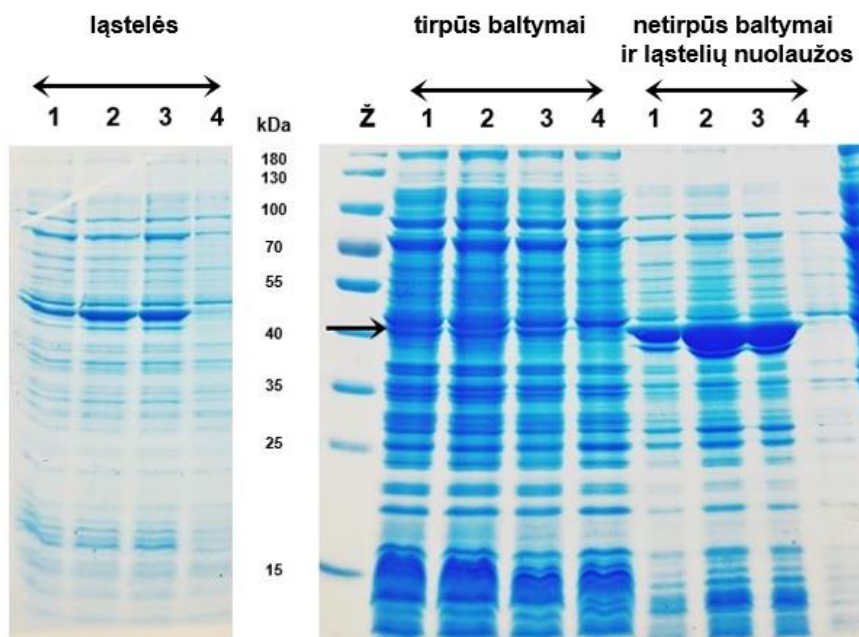 ląstelės
tirpūs baltymai
netirpūs baltymai
ir ląstelių nuolaužos
1 2 3 4
kDa
Ž 1 2 3 4 1 2 3 4
180
130
100
70
55
40
35
25
15